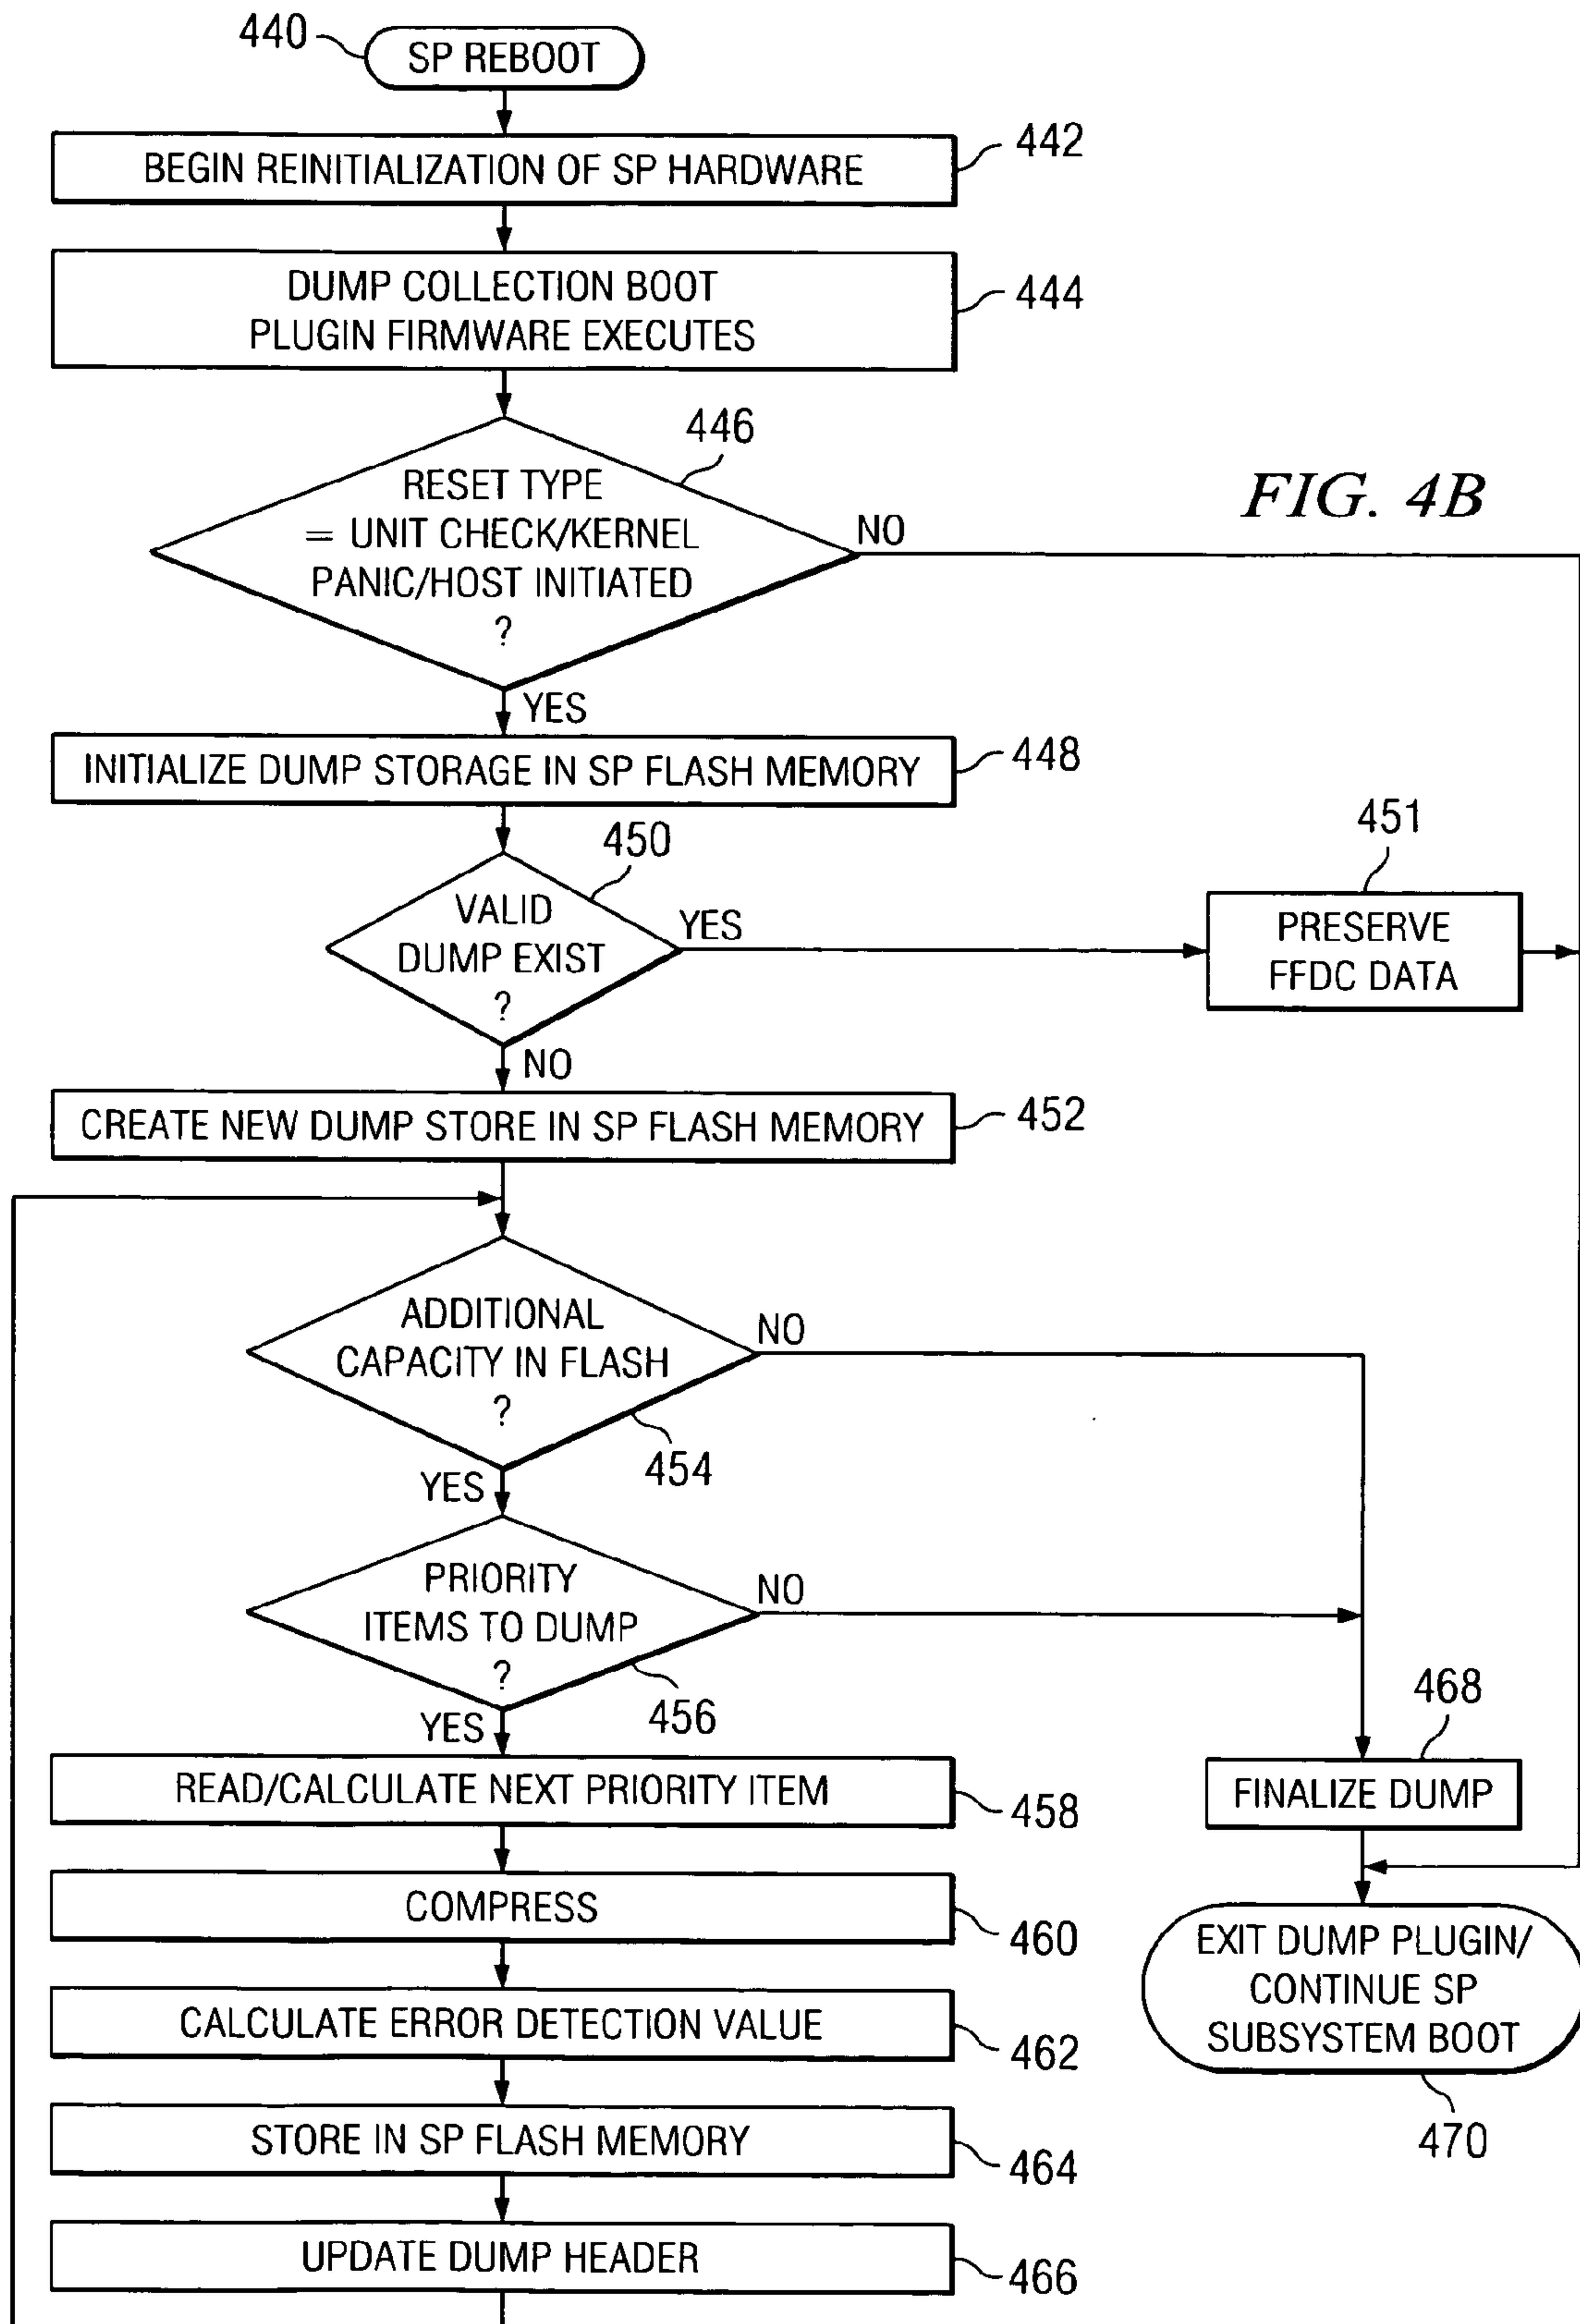 440
SP REBOOT
BEGIN REINITIALIZATION OF SP HARDWARE
442
DUMP COLLECTION BOOT
PLUGIN FIRMWARE EXECUTES
444
446
RESET TYPE
= UNIT CHECK/KERNEL
PANIC/HOST INITIATED
?
NO
FIG. 4B
YES
INITIALIZE DUMP STORAGE IN SP FLASH MEMORY
448
450
VALID
DUMP EXIST
?
YES
451
PRESERVE
FFDC DATA
NO
CREATE NEW DUMP STORE IN SP FLASH MEMORY
452
ADDITIONAL
CAPACITY IN FLASH
?
NO
454
YES
PRIORITY
ITEMS TO DUMP
?
NO
456
YES
468
READ/CALCULATE NEXT PRIORITY ITEM
458
FINALIZE DUMP
COMPRESS
460
EXIT DUMP PLUGIN/
CONTINUE SP
SUBSYSTEM BOOT
470
CALCULATE ERROR DETECTION VALUE
462
STORE IN SP FLASH MEMORY
464
UPDATE DUMP HEADER
466